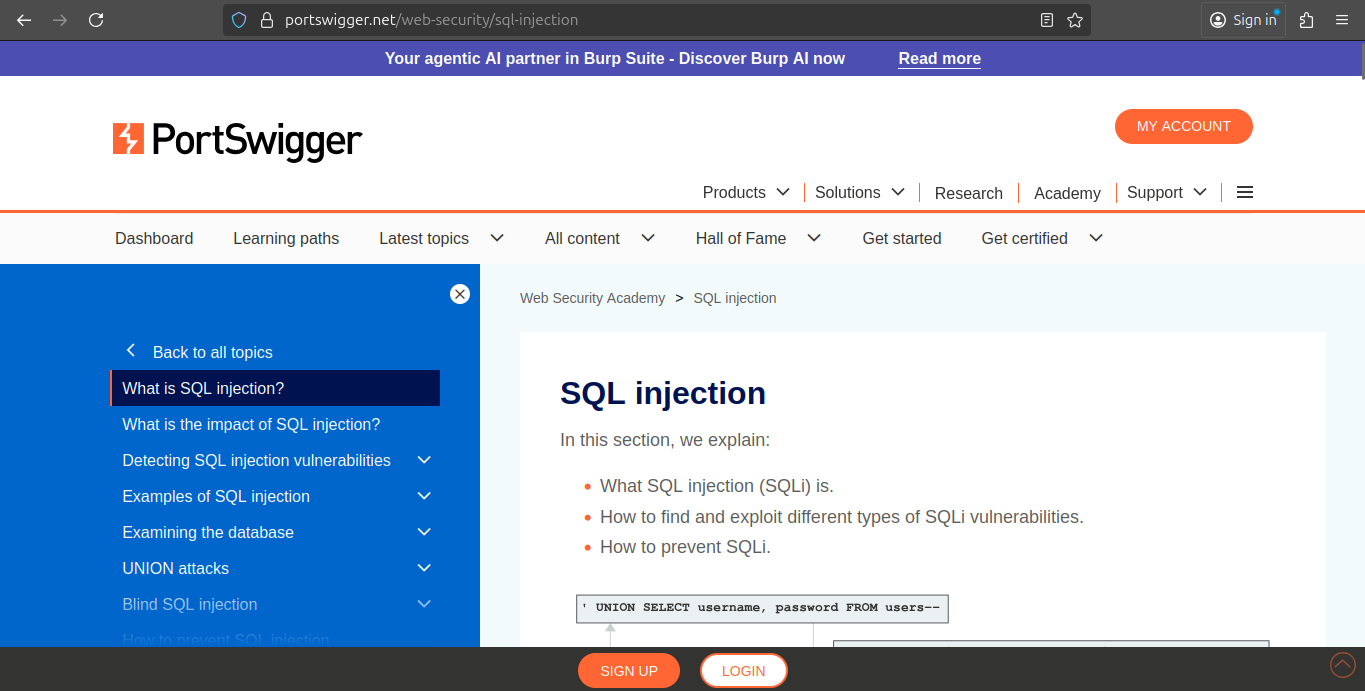 portswigger.net/web-security/sql-injection
Sign in
Your agentic AI partner in Burp Suite - Discover Burp AI now Read more
PortSwigger
MY ACCOUNT
Products Solutions Research Academy Support
Dashboard Learning paths Latest topics All content Hall of Fame Get started Get certified
Web Security Academy > SQL injection
Back to all topics
What is SQL injection?
What is the impact of SQL injection?
Detecting SQL injection vulnerabilities
Examples of SQL injection
Examining the database
UNION attacks
Blind SQL injection
How to prevent SQL injection
SQL injection
In this section, we explain:
• What SQL injection (SQLi) is.
• How to find and exploit different types of SQLi vulnerabilities.
• How to prevent SQLi.
' UNION SELECT username, password FROM users--
SIGN UP LOGIN